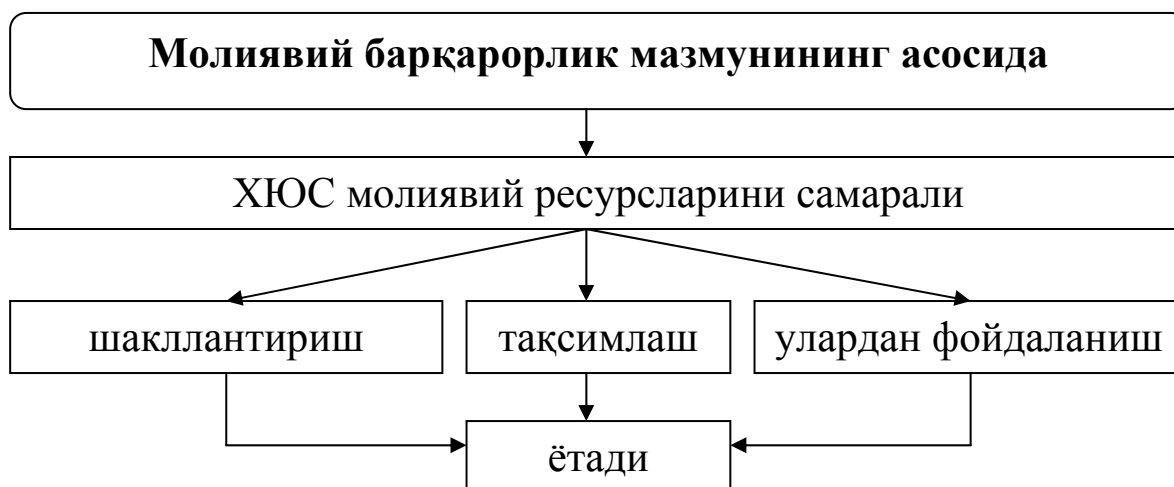 Молиявий барқарорлик мазмунининг асосида
ХЮС молиявий ресурсларини самарали
шакллантириш
тақсимлаш
улардан фойдаланиш
ётади